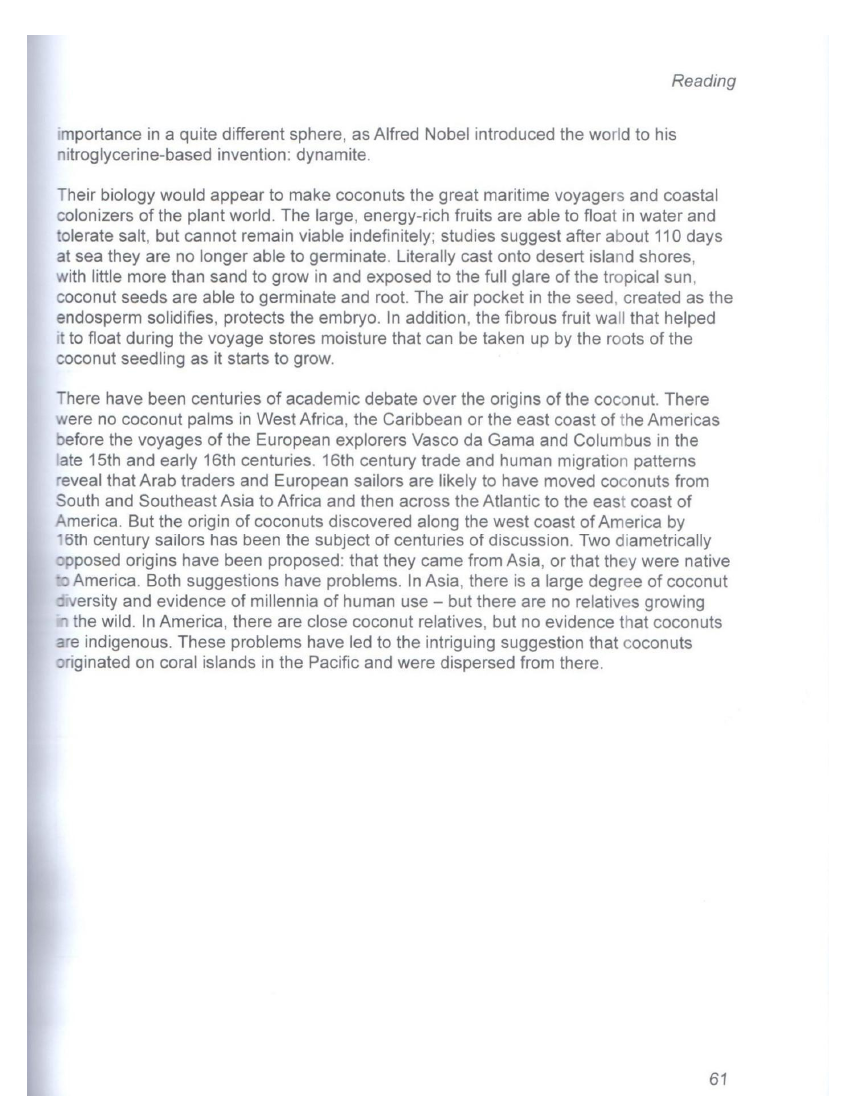 Reading
importance in a quite different sphere, as Alfred Nobel introduced the world to his
nitroglycerine-based invention: dynamite.
Their biology would appear to make coconuts the great maritime voyagers and coastal
colonizers of the plant world. The large, energy-rich fruits are able to float in water and
tolerate salt, but cannot remain viable indefinitely; studies suggest after about 110 days
at sea they are no longer able to germinate. Literally cast onto desert island shores,
with little more than sand to grow in and exposed to the full glare of the tropical sun,
coconut seeds are able to germinate and root. The air pocket in the seed, created as the
endosperm solidifies, protects the embryo. In addition, the fibrous fruit wall that helped
it to float during the voyage stores moisture that can be taken up by the roots of the
coconut seedling as it starts to grow.
There have been centuries of academic debate over the origins of the coconut. There
were no coconut palms in West Africa, the Caribbean or the east coast of the Americas
before the voyages of the European explorers Vasco da Gama and Columbus in the
late 15th and early 16th centuries. 16th century trade and human migration patterns
reveal that Arab traders and European sailors are likely to have moved coconuts from
South and Southeast Asia to Africa and then across the Atlantic to the east coast of
America. But the origin of coconuts discovered along the west coast of America by
16th century sailors has been the subject of centuries of discussion. Two diametrically
opposed origins have been proposed: that they came from Asia, or that they were native
to America. Both suggestions have problems. In Asia, there is a large degree of coconut
diversity and evidence of millennia of human use – but there are no relatives growing
in the wild. In America, there are close coconut relatives, but no evidence that coconuts
are indigenous. These problems have led to the intriguing suggestion that coconuts
originated on coral islands in the Pacific and were dispersed from there.
61